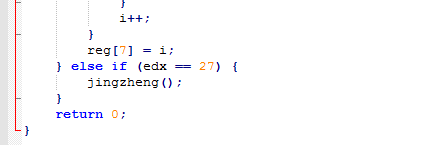 }
i++;
}
reg[7] = i;
} else if (edx == 27) {
jingzheng();
}
return 0;
}